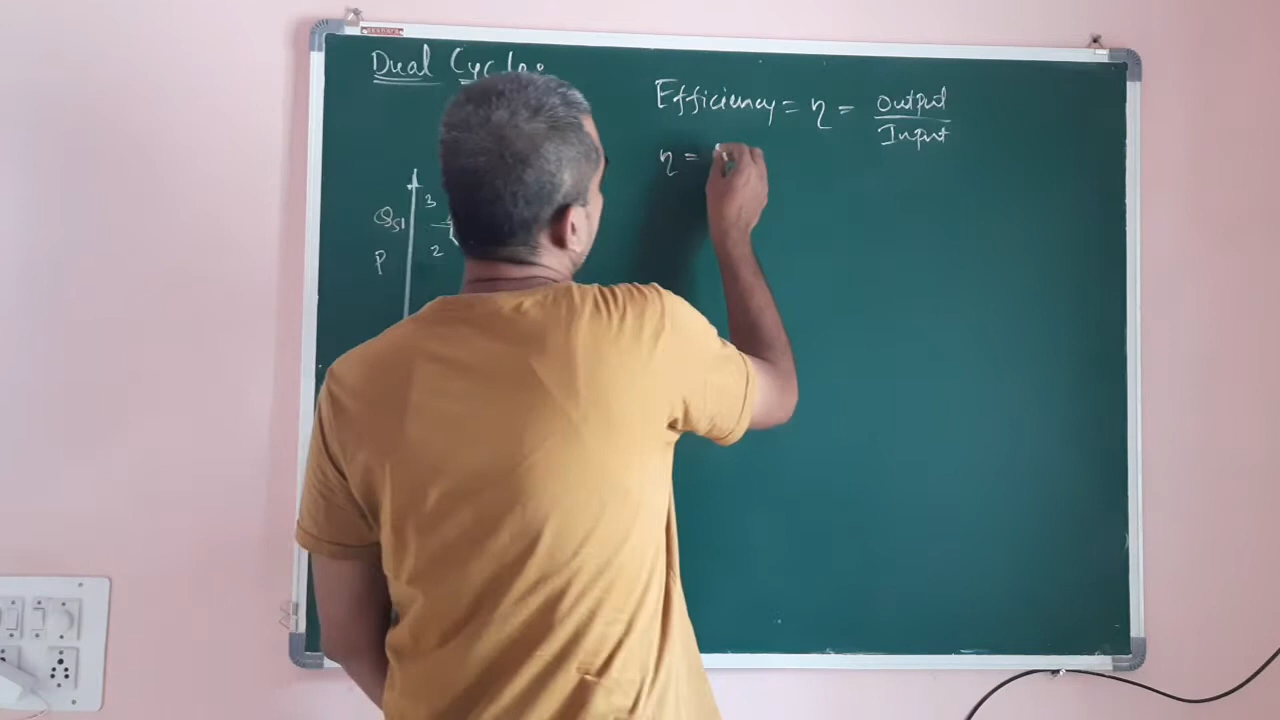 Dual Cycle
Efficiency = η = Output / Input
η =
3
Qs1
2
P